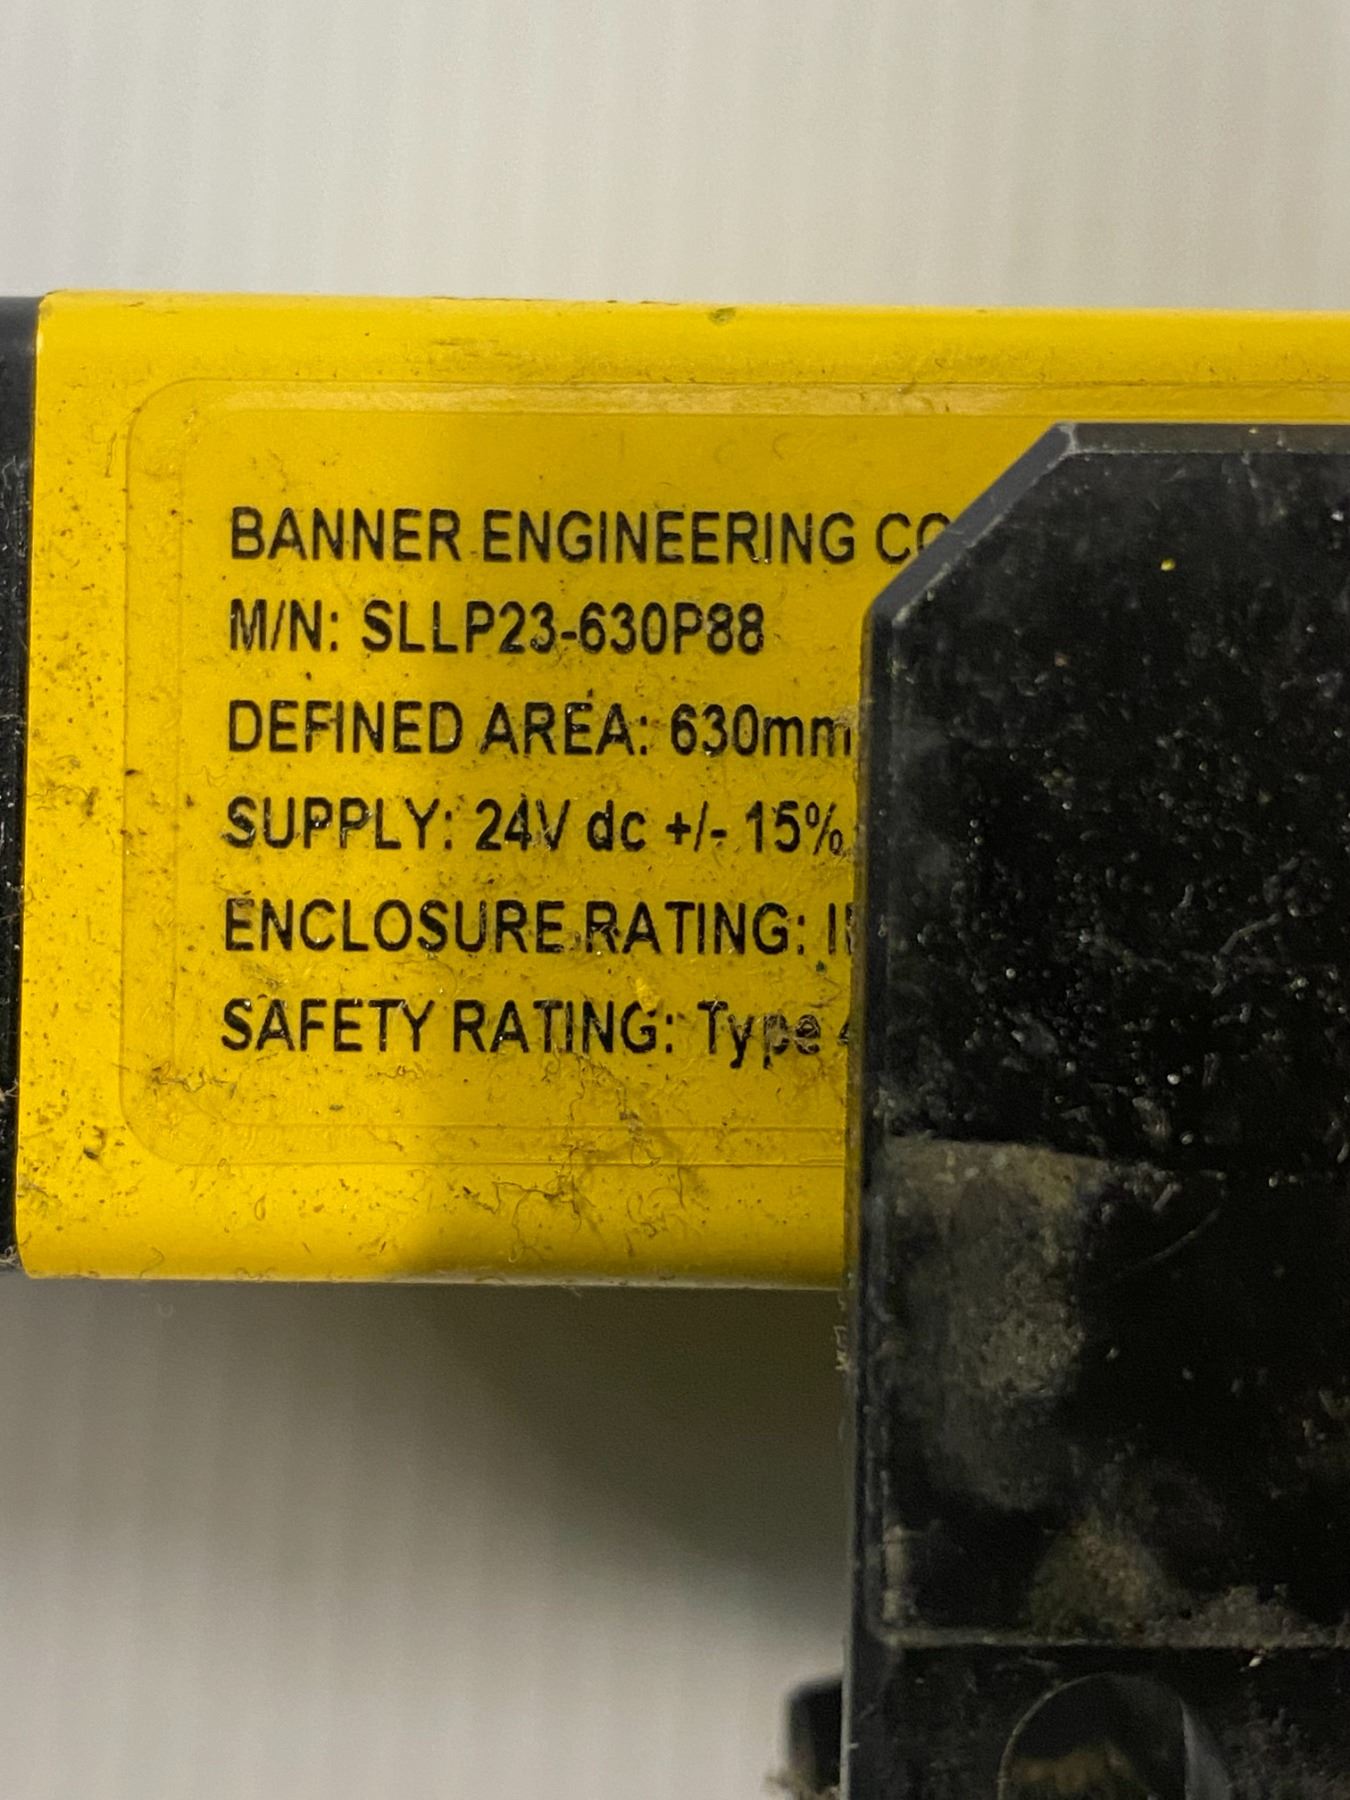 BANNER ENGINEERING CO
M/N: SLLP23-630P88
DEFINED AREA: 630mm
SUPPLY: 24V dc +/- 15%
ENCLOSURE RATING:
SAFETY RATING: Type